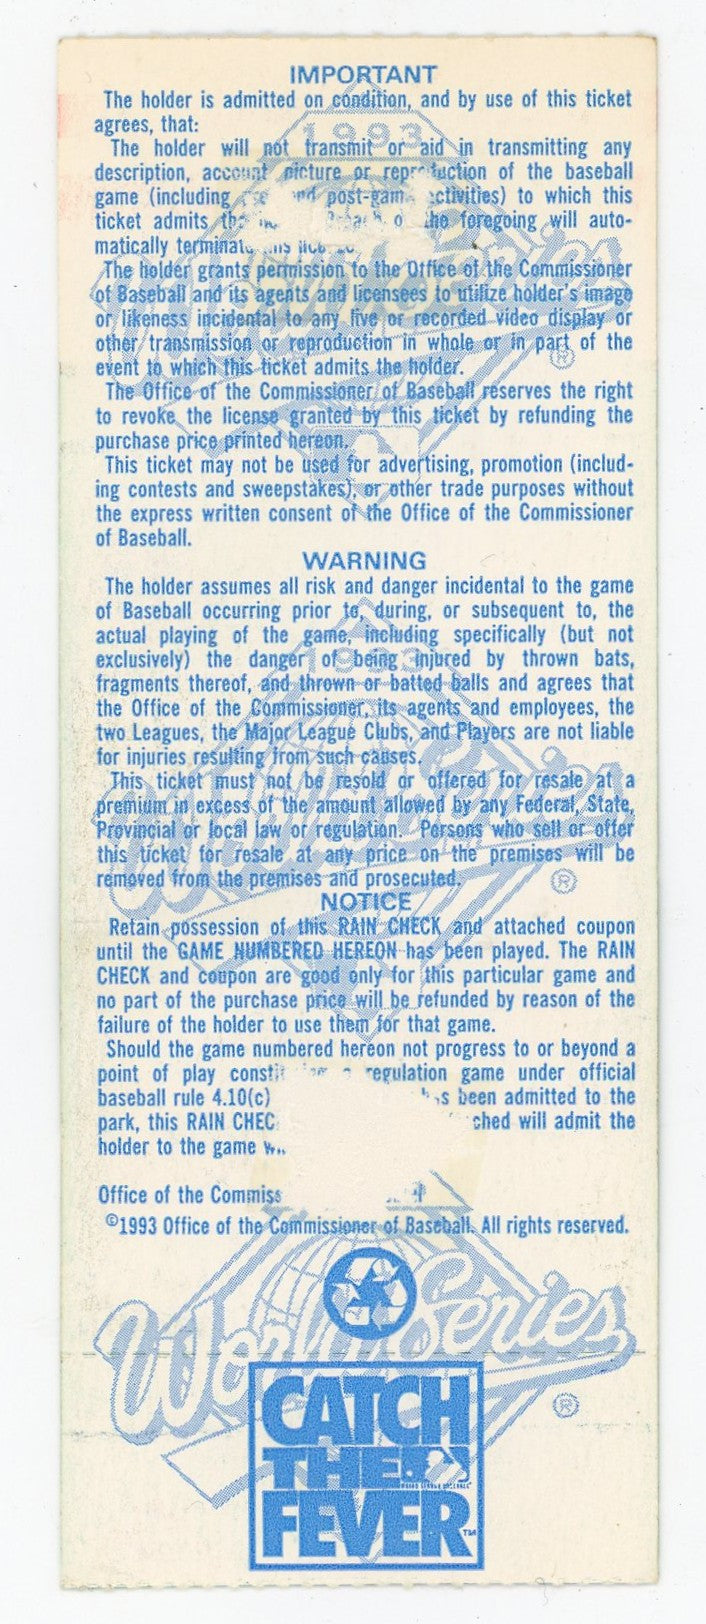 IMPORTANT
The holder is admitted on condition, and by use of this ticket
agrees, that:
The holder will not transmit or aid in transmitting any
description, account picture or reproduction of the baseball
game (including and post-game activities) to which this
ticket admits the Breach of the foregoing will auto-
matically terminate this license
The holder grants permission to the Office of the Commissioner
of Baseball and its agents and licensees to utilize holder's image
or likeness incidental to any live or recorded video display or
other transmission or reproduction in whole or in part of the
event to which this ticket admits the holder.
The Office of the Commissioner of Baseball reserves the right
to revoke the license granted by this ticket by refunding the
purchase price printed hereon.
This ticket may not be used for advertising, promotion (includ-
ing contests and sweepstakes), or other trade purposes without
the express written consent of the Office of the Commissioner
of Baseball.
WARNING
The holder assumes all risk and danger incidental to the game
of Baseball occurring prior to, during, or subsequent to, the
actual playing of the game, including specifically (but not
exclusively) the danger of being injured by thrown bats,
fragments thereof, and thrown or batted balls and agrees that
the Office of the Commissioner, its agents and employees, the
two Leagues, the Major League Clubs, and Players are not liable
for injuries resulting from such causes.
This ticket must not be resold or offered for resale at a
premium in excess of the amount allowed by any Federal, State,
Provincial or local law or regulation. Persons who sell or offer
this ticket for resale at any price on the premises will be
removed from the premises and prosecuted.
NOTICE
Retain possession of this RAIN CHECK and attached coupon
until the GAME NUMBERED HEREON has been played. The RAIN
CHECK and coupon are good only for this particular game and
no part of the purchase price will be refunded by reason of the
failure of the holder to use them for that game.
Should the game numbered hereon not progress to or beyond a
point of play a regulation game under official
baseball rule 4.10(c) has been admitted to the
park, this RAIN CHEC ched will admit the
holder to the game
Office of the Commiss
©1993 Office of the Commissioner of Baseball. All rights reserved.
World Series ®
CATCH
THE
FEVER™